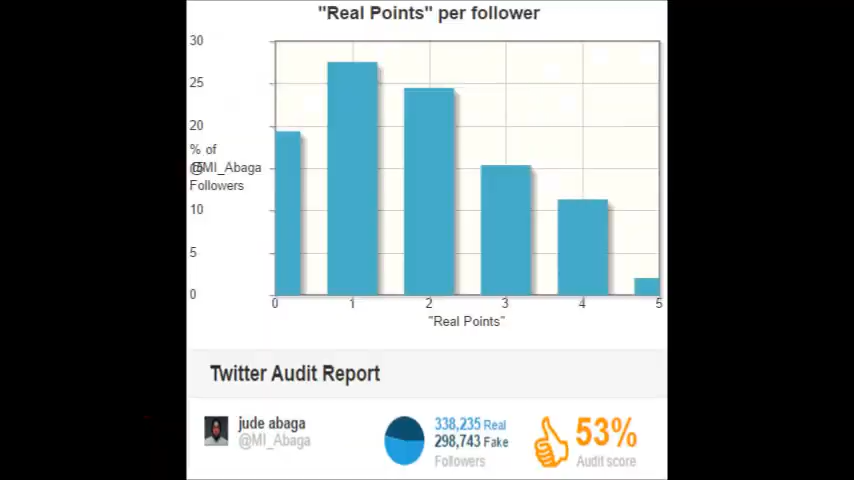 "Real Points" per follower
30
25
20
% of
15
@MI_Abaga
Followers
10
5
0
0 1 2 3 4 5
"Real Points"
Twitter Audit Report
jude abaga
@MI_Abaga
338,235 Real
298,743 Fake
Followers
53%
Audit score